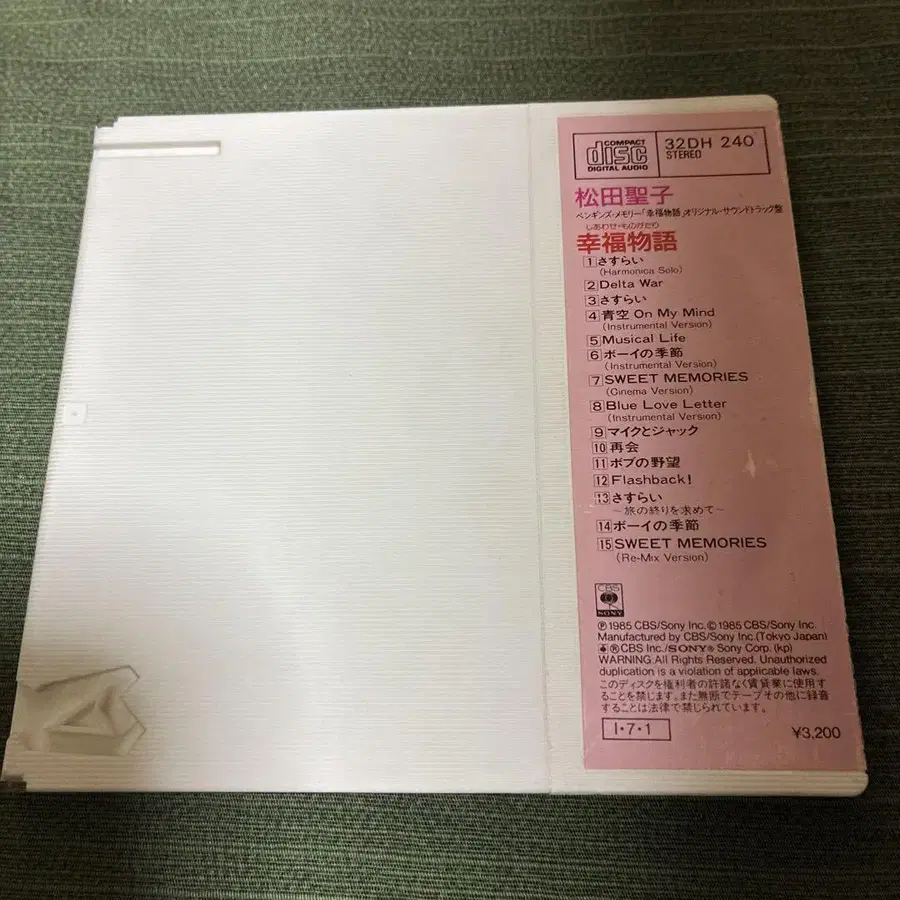 COMPACT
disc
DIGITAL AUDIO
32DH 240
STEREO
松田聖子
ペンギンズ・メモリー「幸福物語」オリジナル・サウンドトラック盤
しあわせ・ものがたり
幸福物語
1 さすらい
(Harmonica Solo)
2 Delta War
3 さすらい
4 青空 On My Mind
(Instrumental Version)
5 Musical Life
6 ボーイの季節
(Instrumental Version)
7 SWEET MEMORIES
(Cinema Version)
8 Blue Love Letter
(Instrumental Version)
9 マイクとジャック
10 再会
11 ボブの野望
12 Flashback!
13 さすらい
～旅の終りを求めて～
14 ボーイの季節
15 SWEET MEMORIES
(Re-Mix Version)
CBS
SONY
Ⓟ1985 CBS/Sony Inc.©1985 CBS/Sony Inc.
Manufactured by CBS/Sony Inc.(Tokyo Japan)
®CBS Inc./SONY® Sony Corp. (kp)
WARNING:All Rights Reserved. Unauthorized
duplication is a violation of applicable laws.
このディスクを権利者の許諾なく賃貸業に使用す
ることを禁じます。また無断でテープその他に録音
することは法律で禁じられています。
I・7・1
¥3,200